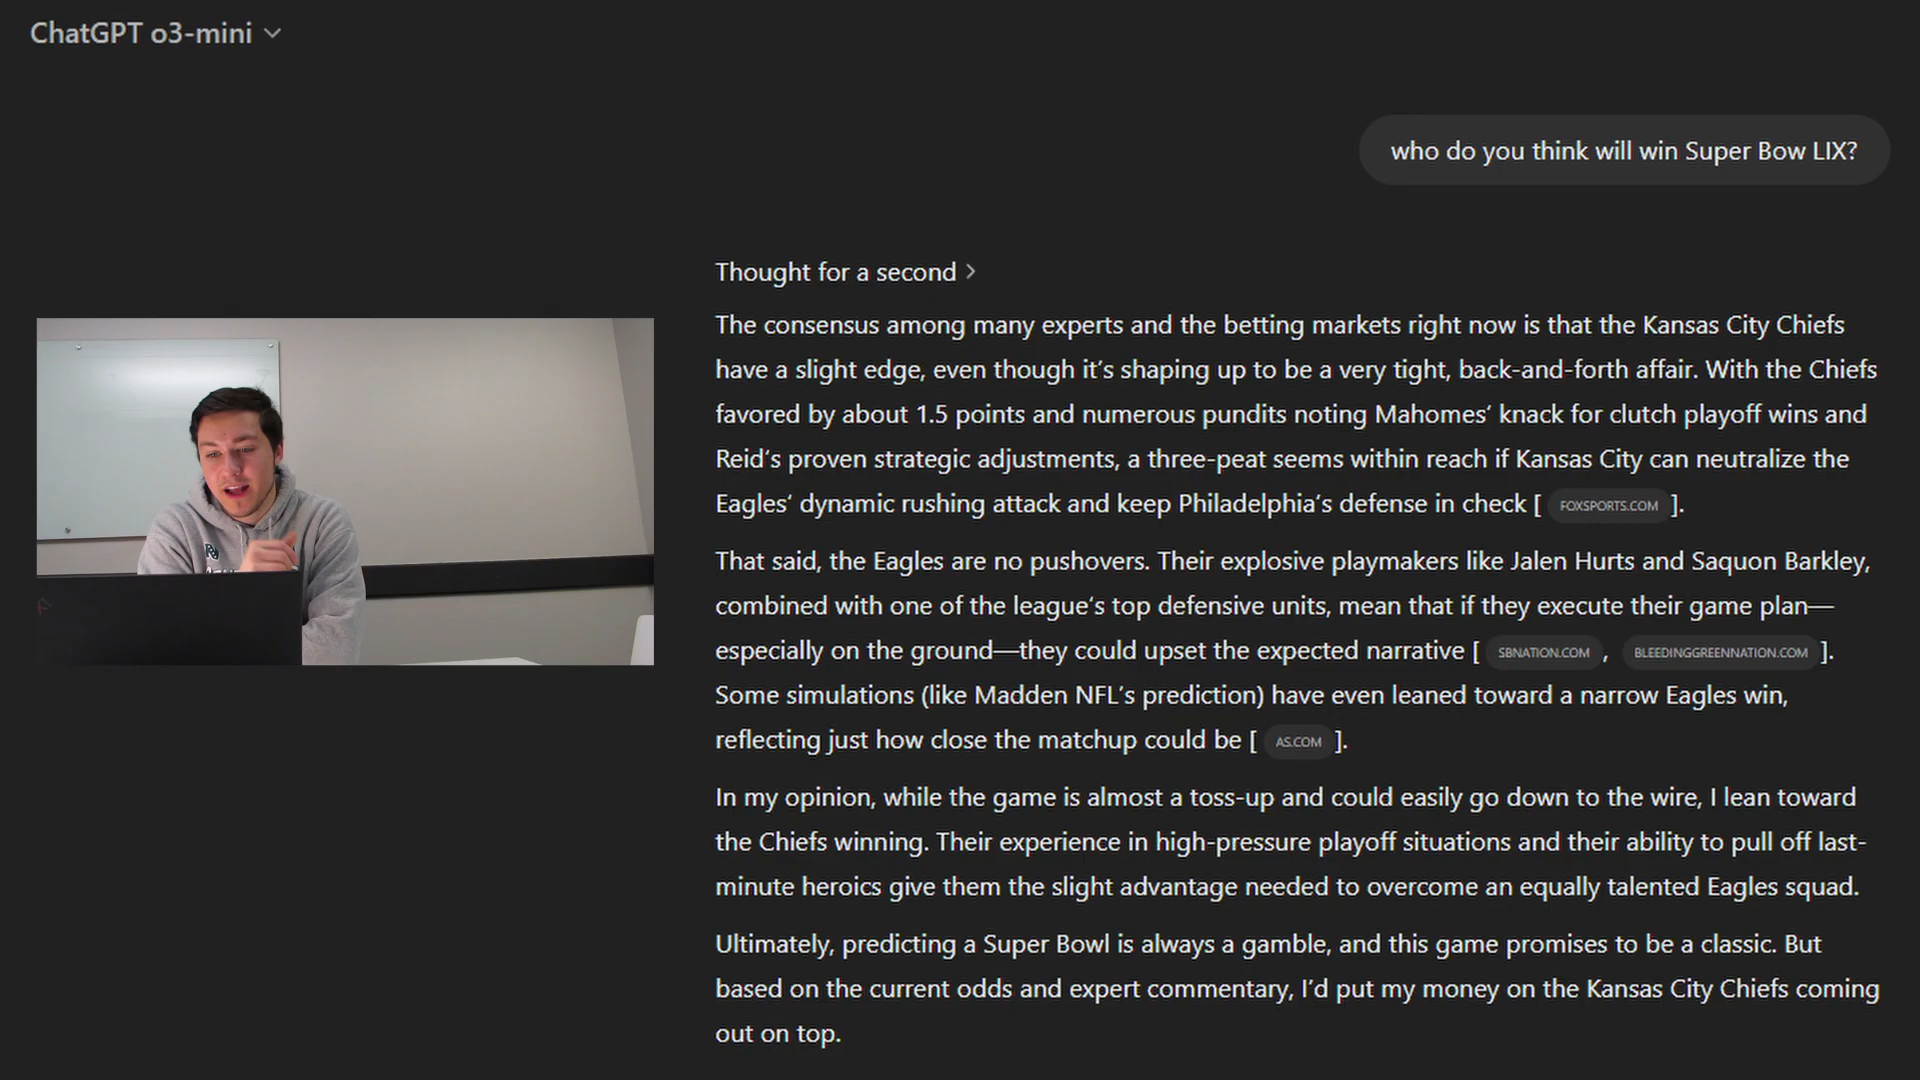 ChatGPT o3-mini
who do you think will win Super Bow LIX?
Thought for a second
The consensus among many experts and the betting markets right now is that the Kansas City Chiefs
have a slight edge, even though it's shaping up to be a very tight, back-and-forth affair. With the Chiefs
favored by about 1.5 points and numerous pundits noting Mahomes' knack for clutch playoff wins and
Reid's proven strategic adjustments, a three-peat seems within reach if Kansas City can neutralize the
Eagles' dynamic rushing attack and keep Philadelphia's defense in check [ FOXSPORTS.COM ].
That said, the Eagles are no pushovers. Their explosive playmakers like Jalen Hurts and Saquon Barkley,
combined with one of the league's top defensive units, mean that if they execute their game plan—
especially on the ground—they could upset the expected narrative [ SBNATION.COM , BLEEDINGGREENNATION.COM ].
Some simulations (like Madden NFL's prediction) have even leaned toward a narrow Eagles win,
reflecting just how close the matchup could be [ AS.COM ].
In my opinion, while the game is almost a toss-up and could easily go down to the wire, I lean toward
the Chiefs winning. Their experience in high-pressure playoff situations and their ability to pull off last-
minute heroics give them the slight advantage needed to overcome an equally talented Eagles squad.
Ultimately, predicting a Super Bowl is always a gamble, and this game promises to be a classic. But
based on the current odds and expert commentary, I'd put my money on the Kansas City Chiefs coming
out on top.